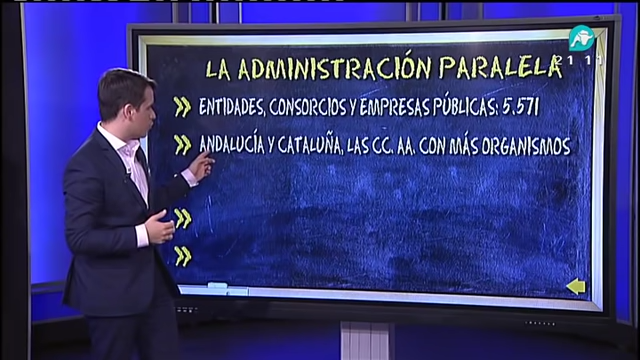 LA ADMINISTRACIÓN PARALELA
ENTIDADES, CONSORCIOS Y EMPRESAS PÚBLICAS: 5.571
ANDALUCÍA Y CATALUÑA, LAS CC. AA. CON MÁS ORGANISMOS